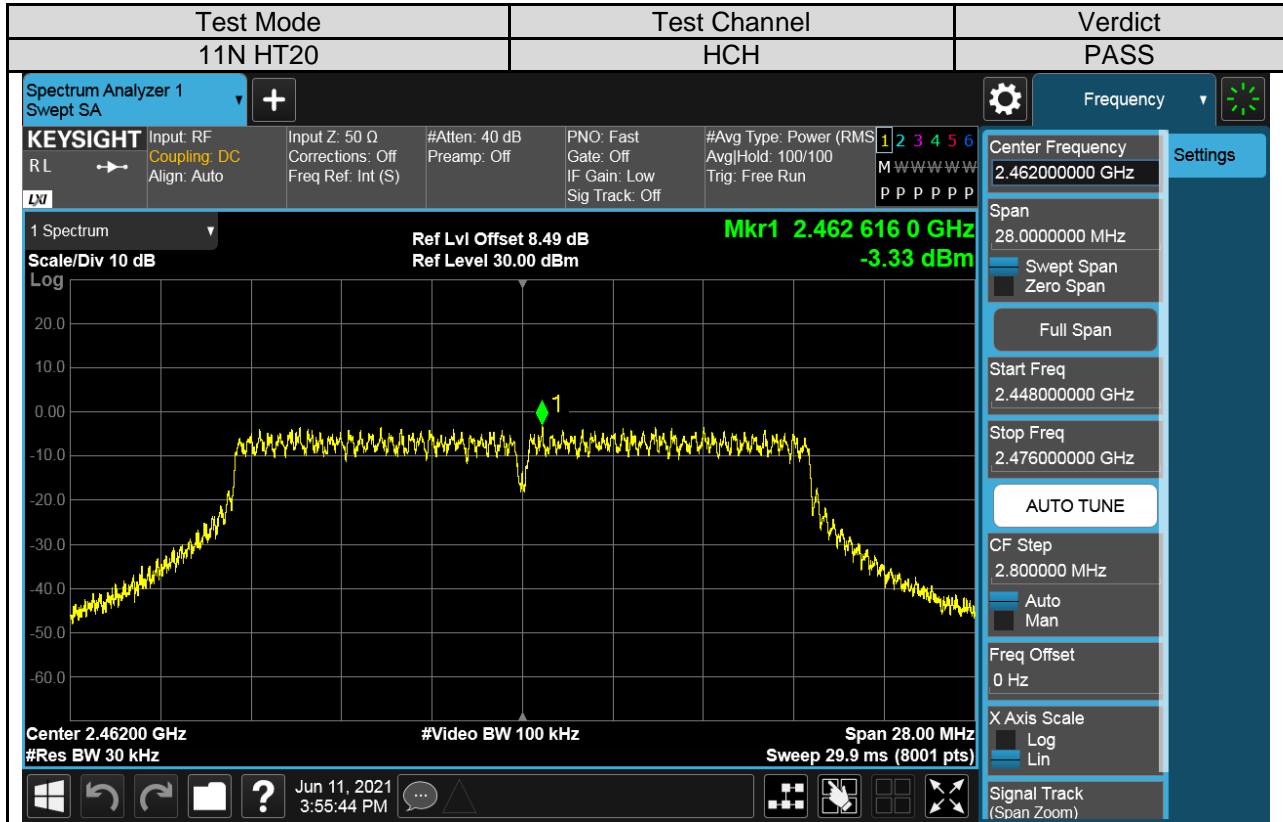 Test Mode Test Channel Verdict
11N HT20 HCH PASS
Spectrum Analyzer 1
Swept SA
Frequency
KEYSIGHT Input: RF Input Z: 50 Ω #Atten: 40 dB PNO: Fast #Avg Type: Power (RMS 1 2 3 4 5 6
R L Coupling: DC Corrections: Off Preamp: Off Gate: Off Avg|Hold: 100/100 M W W W W W
Align: Auto Freq Ref: Int (S) IF Gain: Low Trig: Free Run
LXI Sig Track: Off P P P P P P
1 Spectrum
Ref Lvl Offset 8.49 dB Mkr1 2.462 616 0 GHz
Scale/Div 10 dB Ref Level 30.00 dBm -3.33 dBm
Log
20.0
10.0
0.00
1
-10.0
-20.0
-30.0
-40.0
-50.0
-60.0
Center 2.46200 GHz #Video BW 100 kHz Span 28.00 MHz
#Res BW 30 kHz Sweep 29.9 ms (8001 pts)
Center Frequency
2.462000000 GHz
Settings
Span
28.0000000 MHz
Swept Span
Zero Span
Full Span
Start Freq
2.448000000 GHz
Stop Freq
2.476000000 GHz
AUTO TUNE
CF Step
2.800000 MHz
Auto
Man
Freq Offset
0 Hz
X Axis Scale
Log
Lin
Signal Track
(Span Zoom)
?
Jun 11, 2021
3:55:44 PM